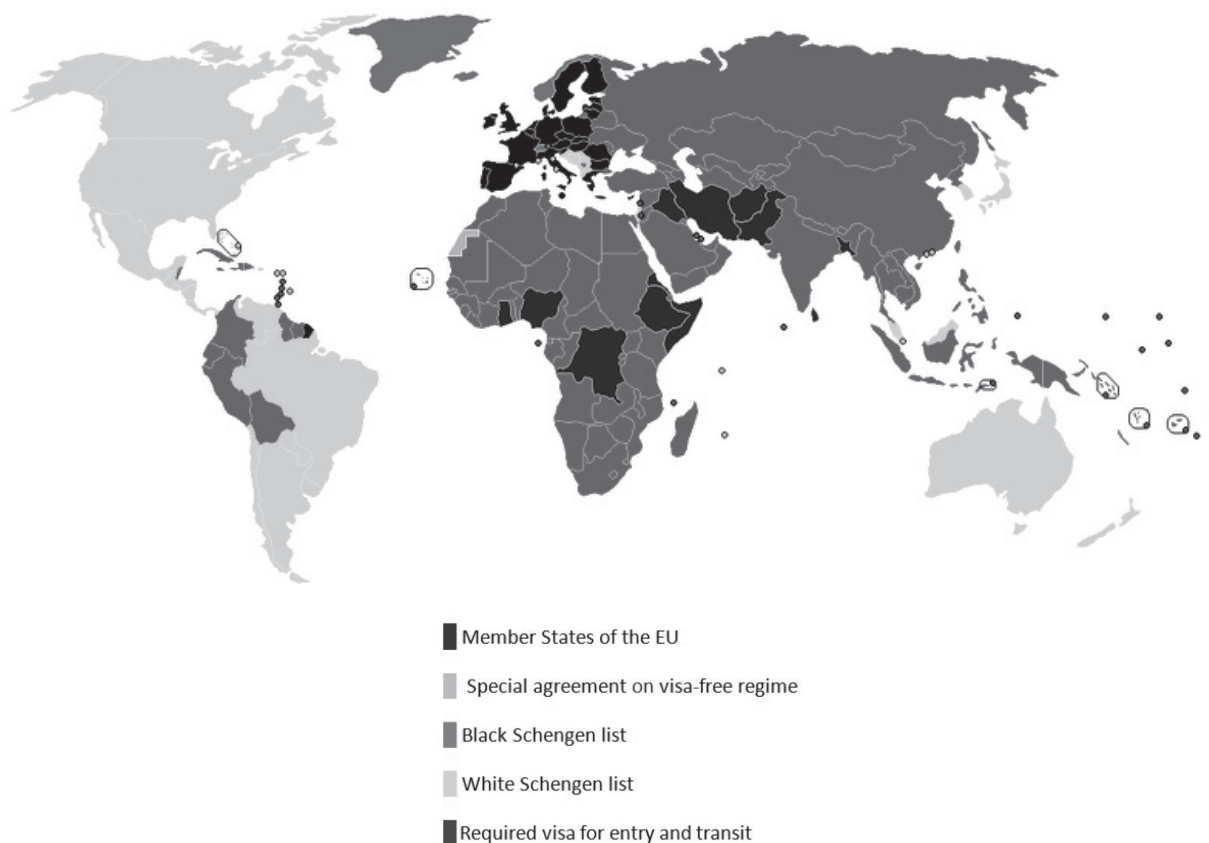 Member States of the EU
Special agreement on visa-free regime
Black Schengen list
White Schengen list
Required visa for entry and transit